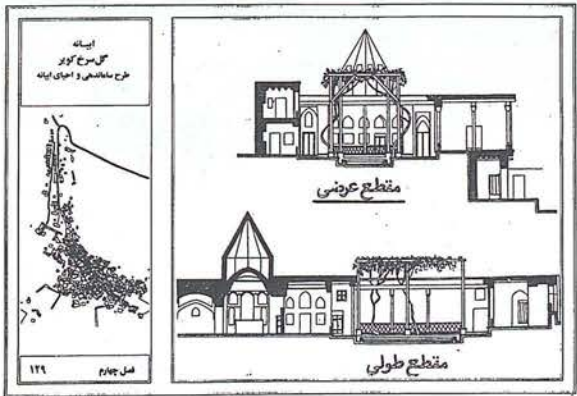 ابیانه
گل سرخ کویر
طرح ساماندهی و احیای ابیانه
مقطع عرضی
مقطع طولی
فصل چهارم
۱۲۹